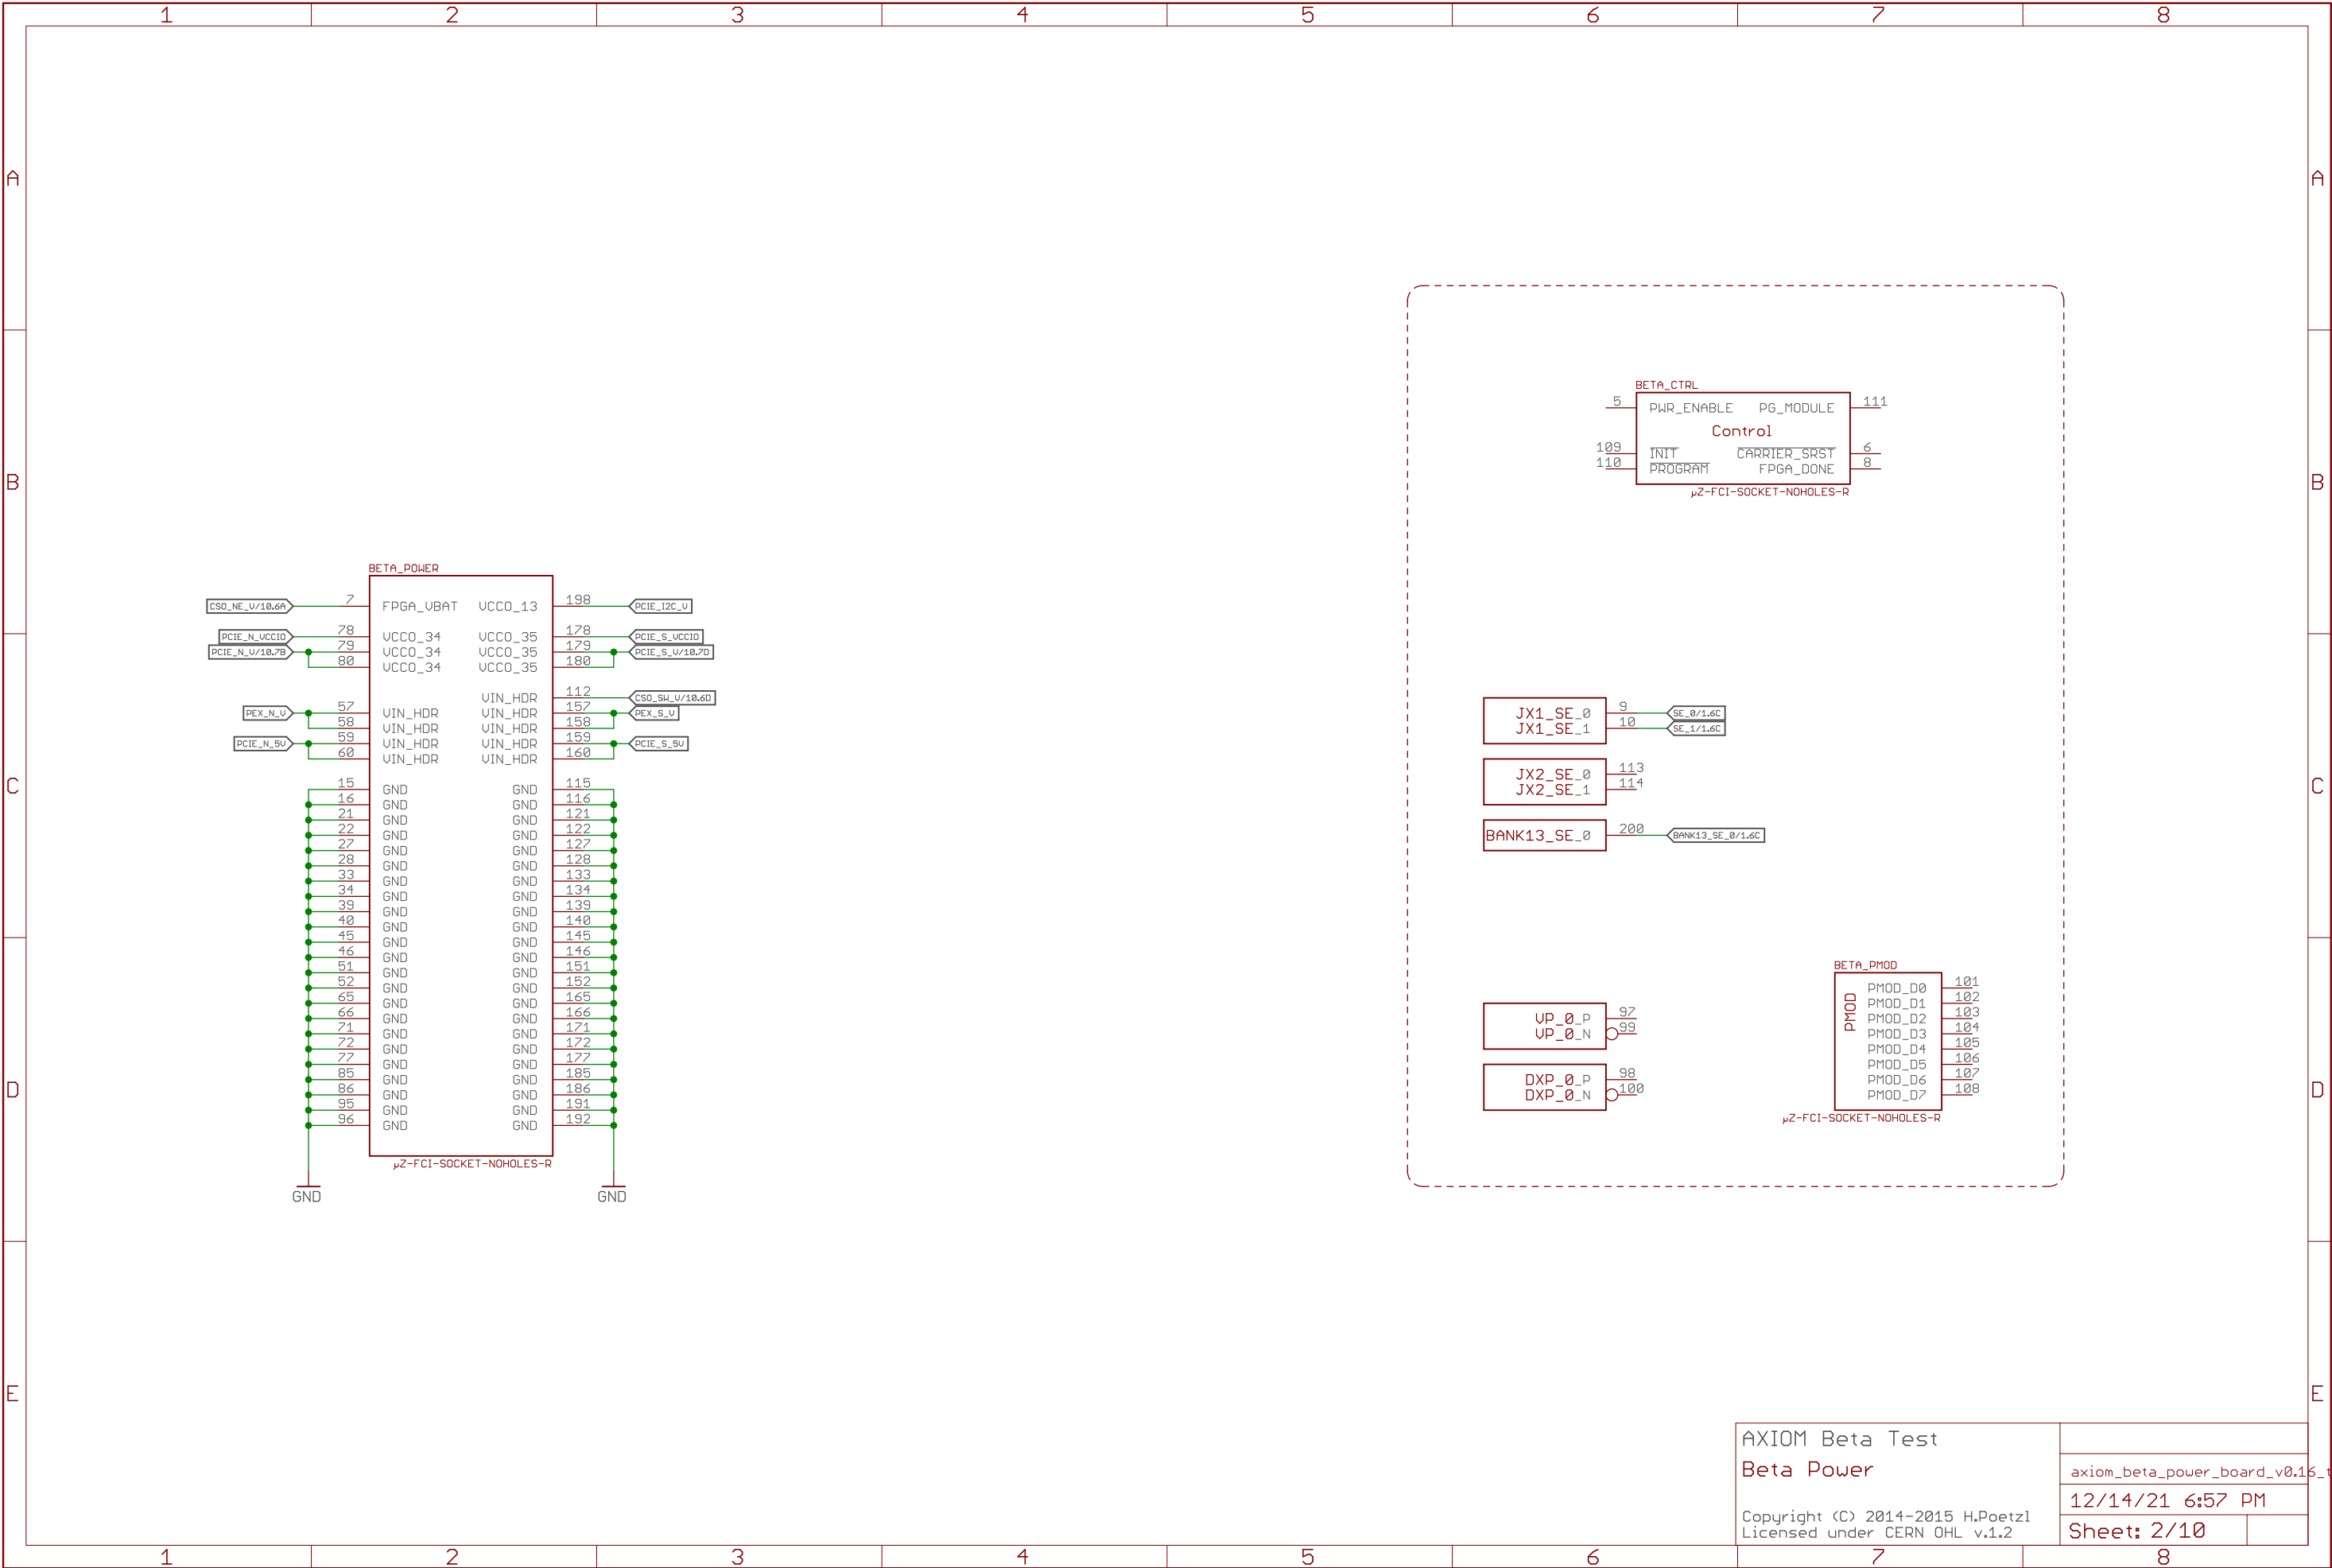 1 2 3 4 5 6 7 8
A A
B B
C C
D D
E E
BETA_POWER
CSO_NE_V/10.6A 7 FPGA_VBAT VCCO_13 198 PCIE_I2C_V
PCIE_N_VCCIO 78 VCCO_34 VCCO_35 178 PCIE_S_VCCIO
PCIE_N_V/10.7B 79 VCCO_34 VCCO_35 179 PCIE_S_V/10.7D
80 VCCO_34 VCCO_35 180
VIN_HDR 112 CSO_SW_V/10.6D
PEX_N_V 57 VIN_HDR VIN_HDR 157 PEX_S_V
58 VIN_HDR VIN_HDR 158
PCIE_N_5V 59 VIN_HDR VIN_HDR 159 PCIE_S_5V
60 VIN_HDR VIN_HDR 160
15 GND GND 115
16 GND GND 116
21 GND GND 121
22 GND GND 122
27 GND GND 127
28 GND GND 128
33 GND GND 133
34 GND GND 134
39 GND GND 139
40 GND GND 140
45 GND GND 145
46 GND GND 146
51 GND GND 151
52 GND GND 152
65 GND GND 165
66 GND GND 166
71 GND GND 171
72 GND GND 172
77 GND GND 177
85 GND GND 185
86 GND GND 186
95 GND GND 191
96 GND GND 192
µZ-FCI-SOCKET-NOHOLES-R
GND GND
BETA_CTRL
5 PWR_ENABLE PG_MODULE 111
Control
109 INIT CARRIER_SRST 6
110 PROGRAM FPGA_DONE 8
µZ-FCI-SOCKET-NOHOLES-R
JX1_SE_0 9 SE_0/1.6C
JX1_SE_1 10 SE_1/1.6C
JX2_SE_0 113
JX2_SE_1 114
BANK13_SE_0 200 BANK13_SE_0/1.6C
VP_0_P 97
VP_0_N 99
DXP_0_P 98
DXP_0_N 100
BETA_PMOD
PMOD
PMOD_D0 101
PMOD_D1 102
PMOD_D2 103
PMOD_D3 104
PMOD_D4 105
PMOD_D5 106
PMOD_D6 107
PMOD_D7 108
µZ-FCI-SOCKET-NOHOLES-R
AXIOM Beta Test
Beta Power
Copyright (C) 2014-2015 H.Poetzl
Licensed under CERN OHL v.1.2
axiom_beta_power_board_v0.16_t
12/14/21 6:57 PM
Sheet: 2/10
1 2 3 4 5 6 7 8